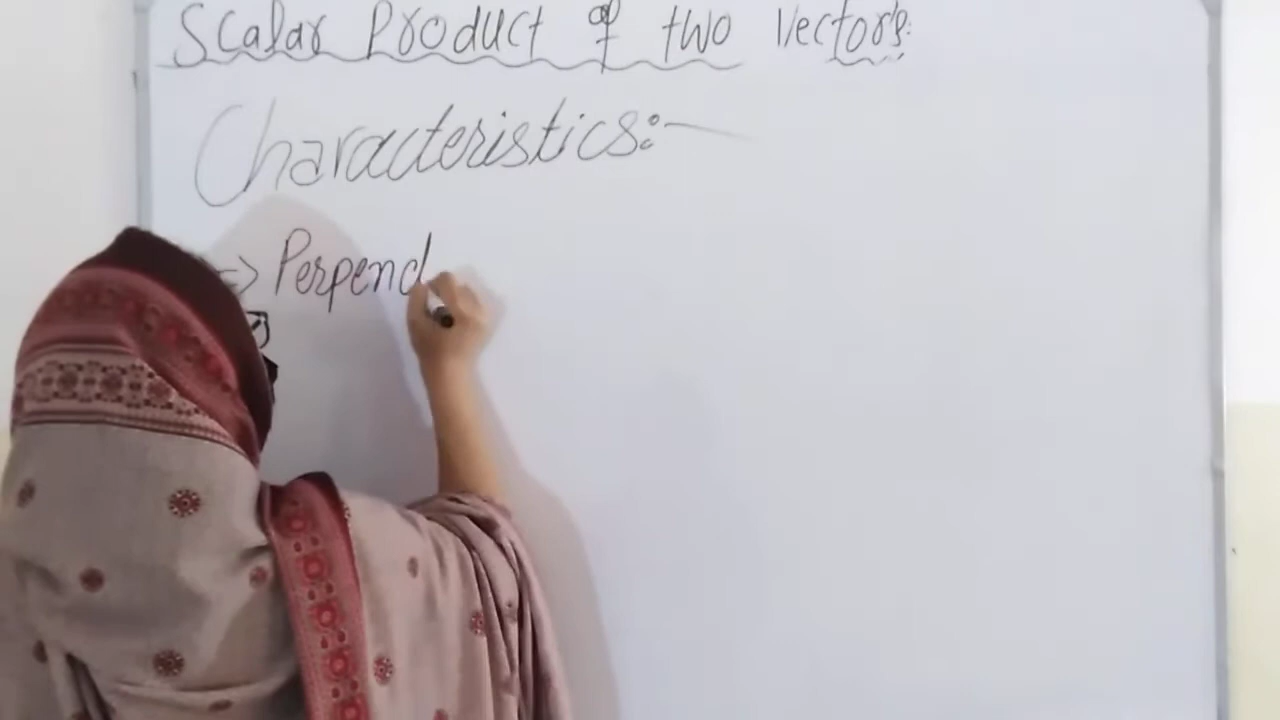 Scalar Product of two Vectors:
Characteristics:-
=> Perpend